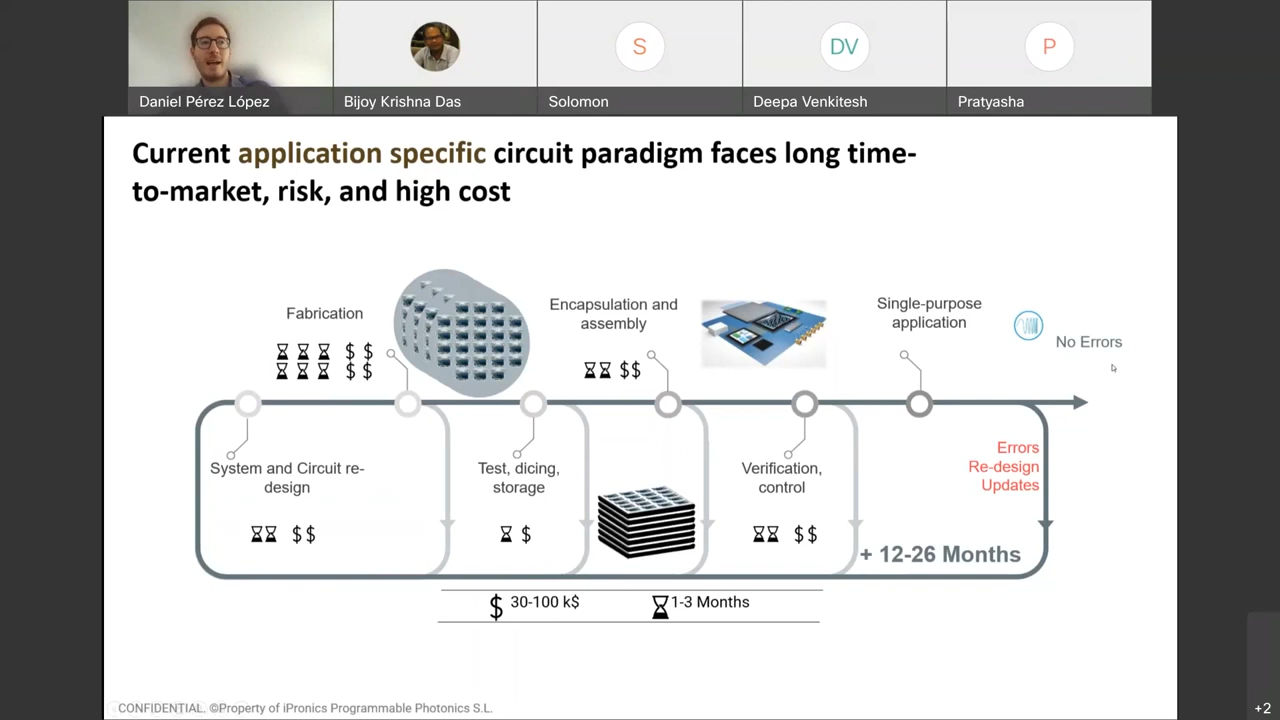 Daniel Pérez López
Bijoy Krishna Das
S
Solomon
DV
Deepa Venkitesh
P
Pratyasha
Current application specific circuit paradigm faces long time-
to-market, risk, and high cost
Fabrication
$ $
$ $
Encapsulation and
assembly
$ $
Single-purpose
application
No Errors
System and Circuit re-
design
$ $
Test, dicing,
storage
$
Verification,
control
$ $
Errors
Re-design
Updates
+ 12-26 Months
$ 30-100 k$
1-3 Months
CONFIDENTIAL. ©Property of iPronics Programmable Photonics S.L.
+2